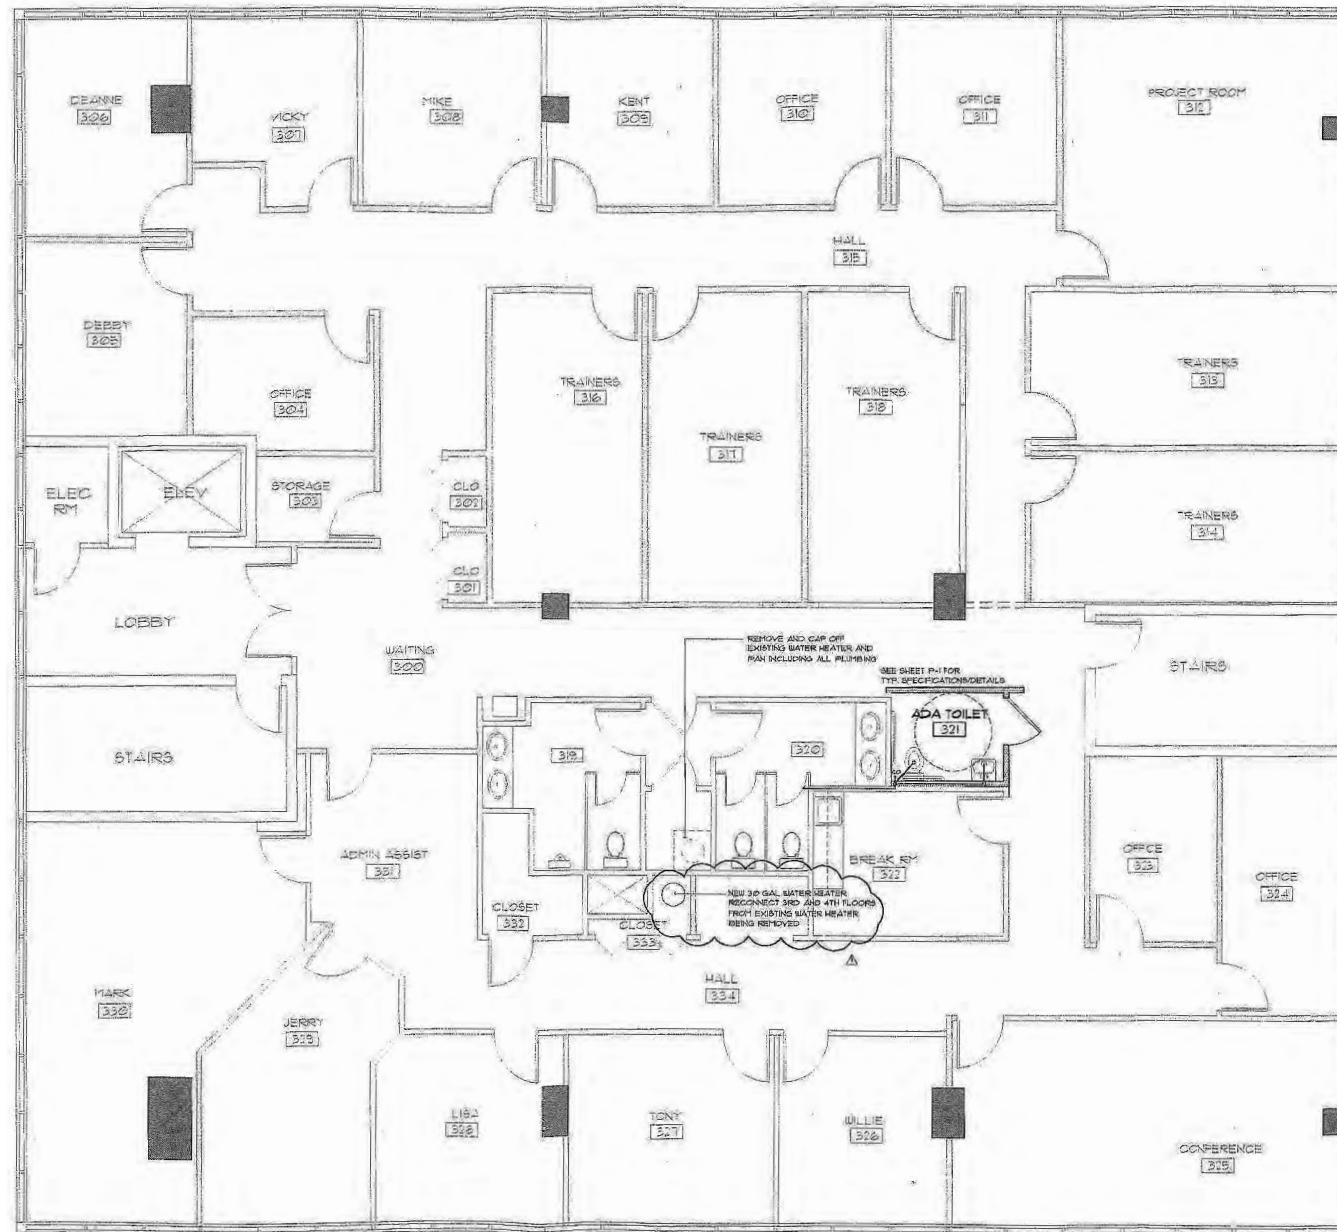 DEANNE
306
VICKY
307
MIKE
308
KENT
309
OFFICE
310
OFFICE
311
PROJECT ROOM
312
HALL
315
DEBBY
305
OFFICE
304
TRAINERS
316
TRAINERS
317
TRAINERS
318
TRAINERS
313
TRAINERS
314
ELEC
RM
ELEV
STORAGE
303
CLO
302
CLO
301
LOBBY
WAITING
300
REMOVE AND CAP OFF
EXISTING WATER HEATER AND
PAN INCLUDING ALL PLUMBING
SEE SHEET P-1 FOR
TYP. SPECIFICATIONS/DETAILS
ADA TOILET
321
STAIRS
STAIRS
319
320
ADMIN ASSIST
331
BREAK RM
322
OFFICE
323
OFFICE
324
CLOSET
332
CLOSET
333
NEW 30 GAL WATER HEATER
RECONNECT 3RD AND 4TH FLOORS
FROM EXISTING WATER HEATER
BEING REMOVED
HALL
334
MARK
330
JERRY
329
LISA
328
TONY
327
WILLIE
326
CONFERENCE
325